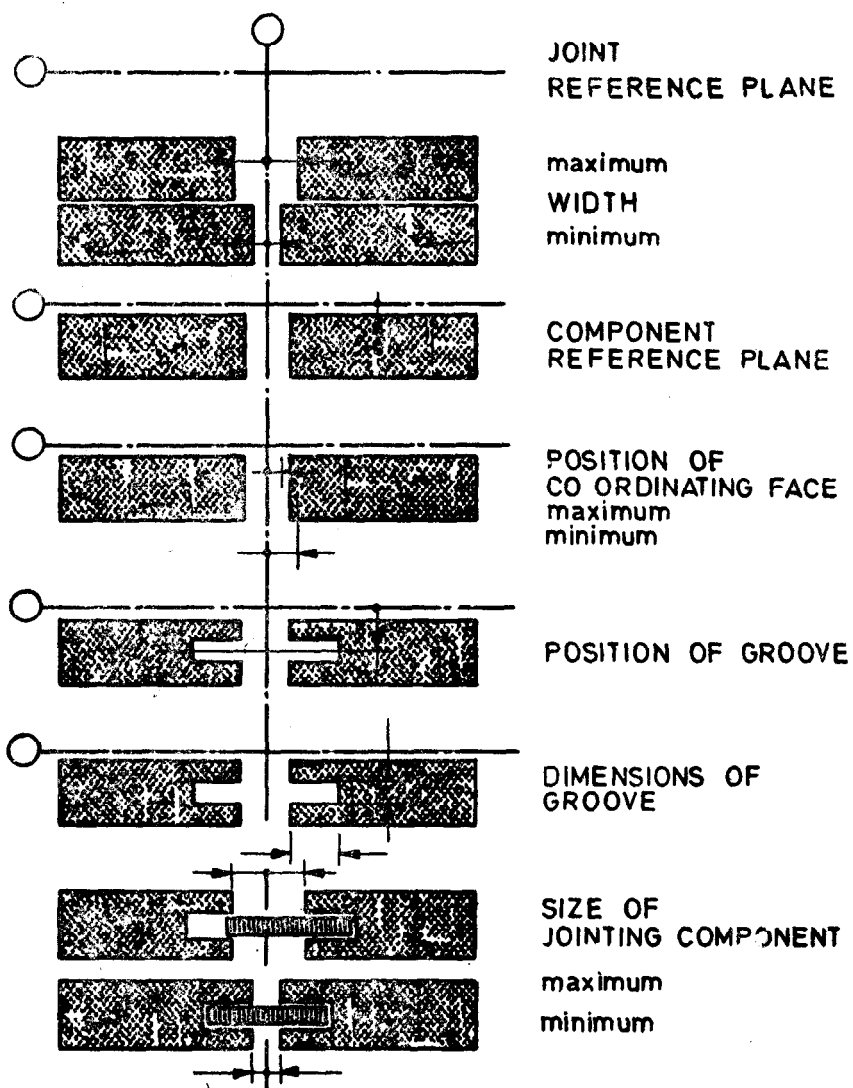 JOINT
REFERENCE PLANE
maximum
WIDTH
minimum
COMPONENT
REFERENCE PLANE
POSITION OF
CO ORDINATING FACE
maximum
minimum
POSITION OF GROOVE
DIMENSIONS OF
GROOVE
SIZE OF
JOINTING COMPONENT
maximum
minimum